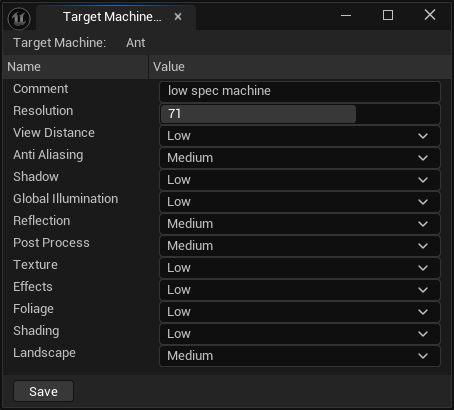 Target Machine...
Target Machine: Ant
Name Value
Comment low spec machine
Resolution 71
View Distance Low
Anti Aliasing Medium
Shadow Low
Global Illumination Low
Reflection Medium
Post Process Medium
Texture Low
Effects Low
Foliage Low
Shading Low
Landscape Medium
Save